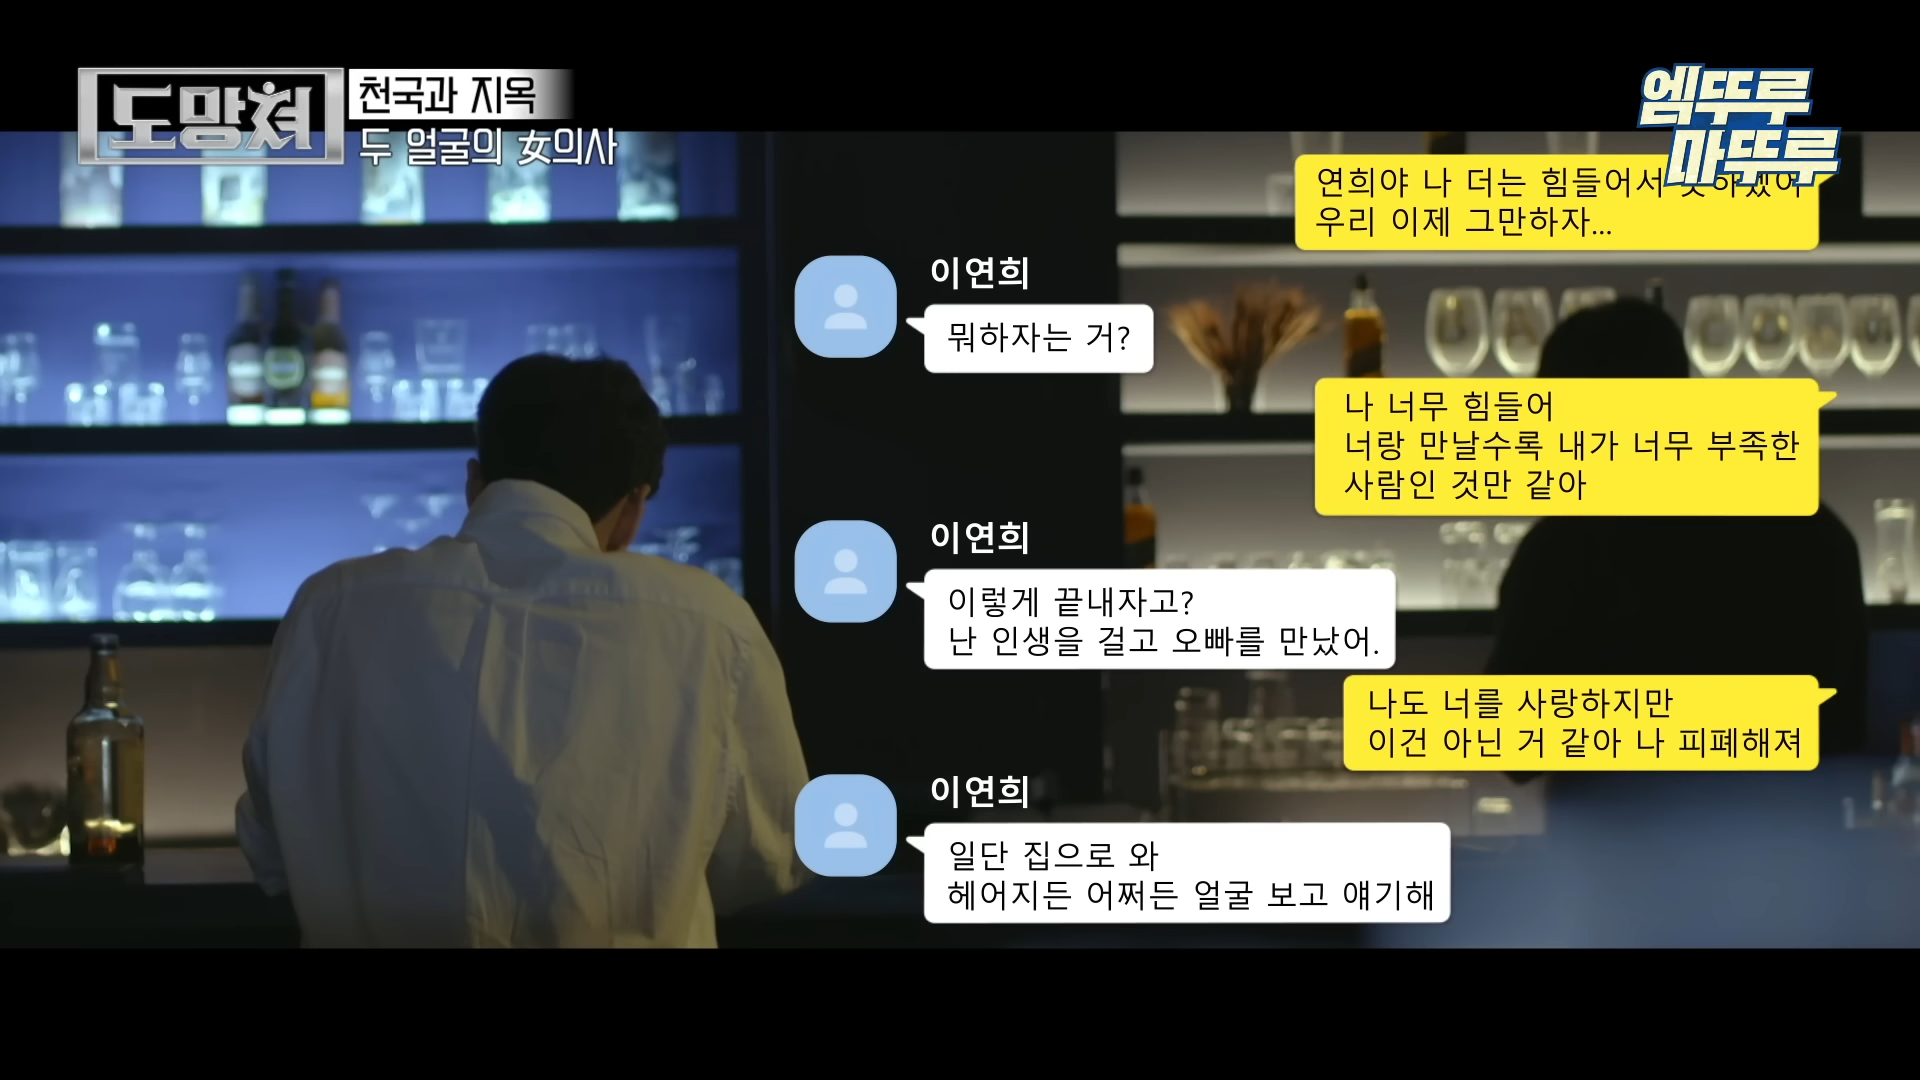 도망쳐
천국과 지옥
두 얼굴의 女의사
엠뚜루
마뚜루
연희야 나 더는 힘들어서 못하겠어
우리 이제 그만하자...
이연희
뭐하자는 거?
나 너무 힘들어
너랑 만날수록 내가 너무 부족한
사람인 것만 같아
이연희
이렇게 끝내자고?
난 인생을 걸고 오빠를 만났어.
나도 너를 사랑하지만
이건 아닌 거 같아 나 피폐해져
이연희
일단 집으로 와
헤어지든 어쩌든 얼굴 보고 얘기해